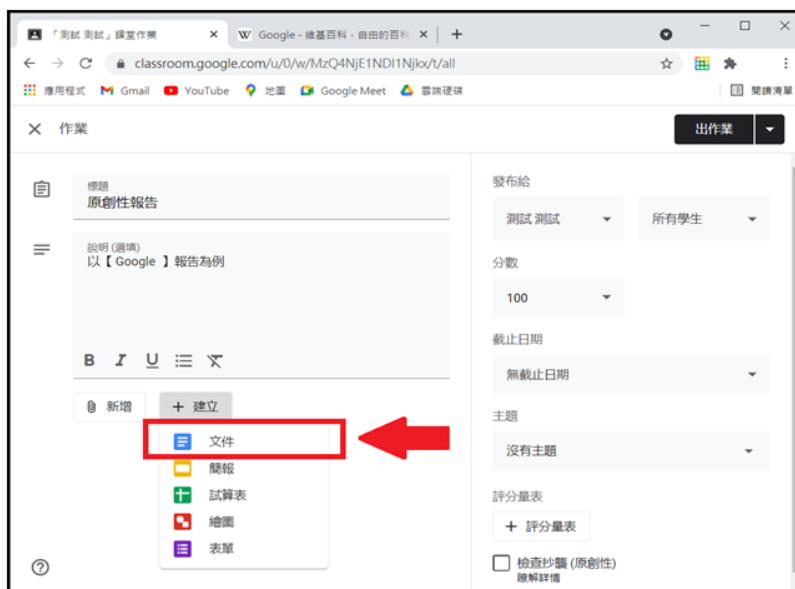 「測試 測試」課堂作業
Google - 維基百科，自由的百科
classroom.google.com/u/0/w/MzQ4NjE1NDI1Njkx/t/all
應用程式 Gmail YouTube 地圖 Google Meet 雲端硬碟 閱讀清單
作業
出作業
標題
原創性報告
說明 (選填)
以【 Google 】報告為例
B I U
新增
+ 建立
文件
簡報
試算表
繪圖
表單
發布給
測試 測試
所有學生
分數
100
截止日期
無截止日期
主題
沒有主題
評分量表
+ 評分量表
檢查抄襲 (原創性)
瞭解詳情